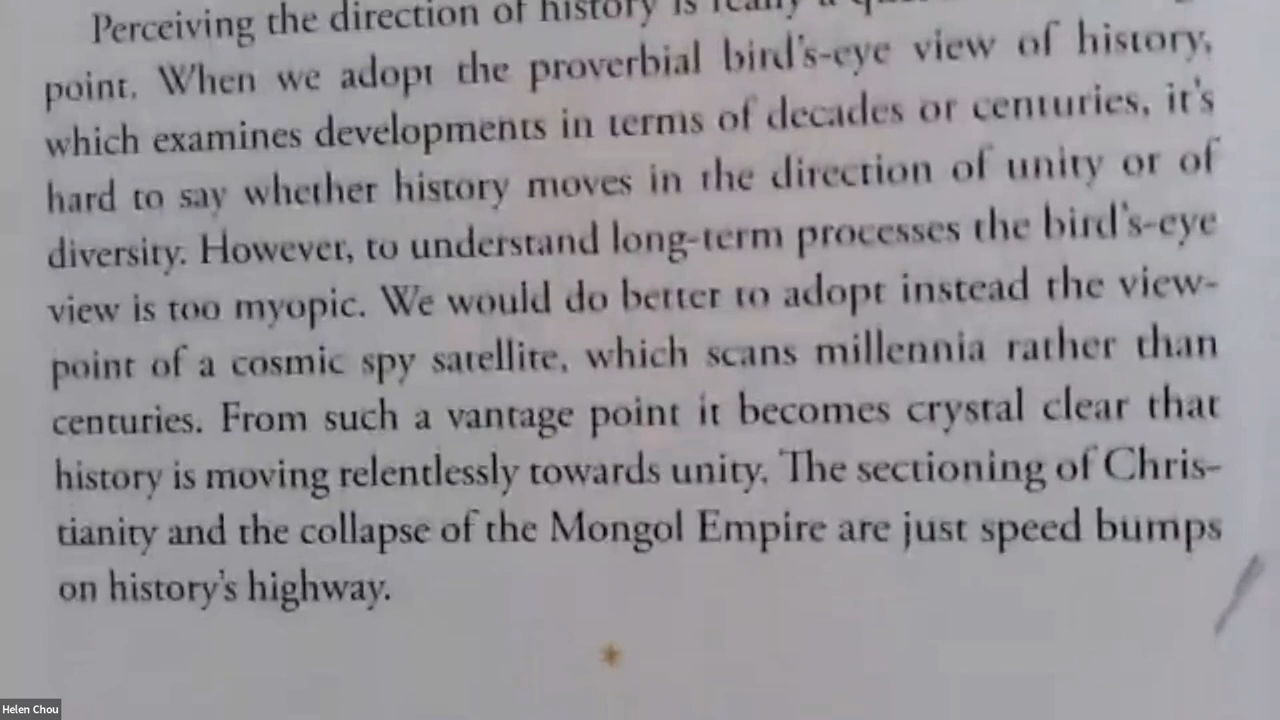 Perceiving the direction of history is really a
point. When we adopt the proverbial bird's-eye view of history,
which examines developments in terms of decades or centuries, it's
hard to say whether history moves in the direction of unity or of
diversity. However, to understand long-term processes the bird's-eye
view is too myopic. We would do better to adopt instead the view-
point of a cosmic spy satellite, which scans millennia rather than
centuries. From such a vantage point it becomes crystal clear that
history is moving relentlessly towards unity. The sectioning of Chris-
tianity and the collapse of the Mongol Empire are just speed bumps
on history's highway.
*
Helen Chou